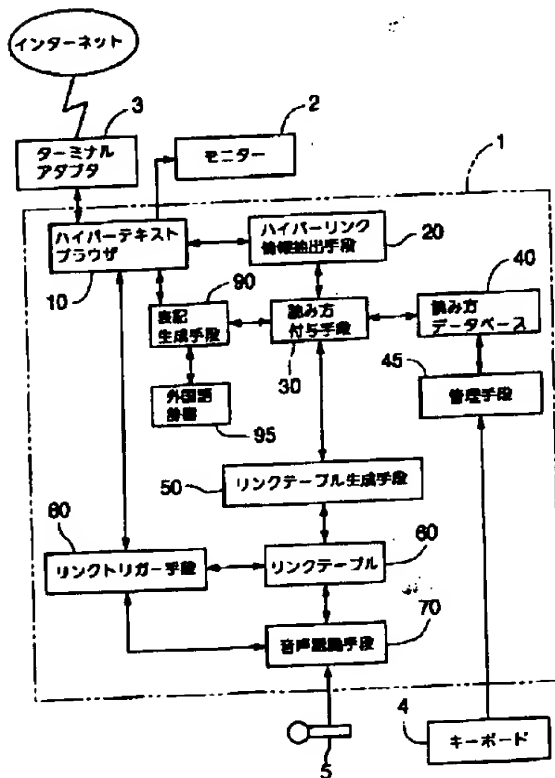 インターネット
3
ターミナル
アダプタ
2
モニター
1
ハイパーテキスト
ブラウザ
10
ハイパーリンク
情報抽出手段
20
90
表記
生成手段
読み方
付与手段
30
40
読み方
データベース
45
管理手段
外国語
辞書
95
50
リンクテーブル生成手段
80
リンクトリガー手段
リンクテーブル
60
音声認識手段
70
5
4
キーボード